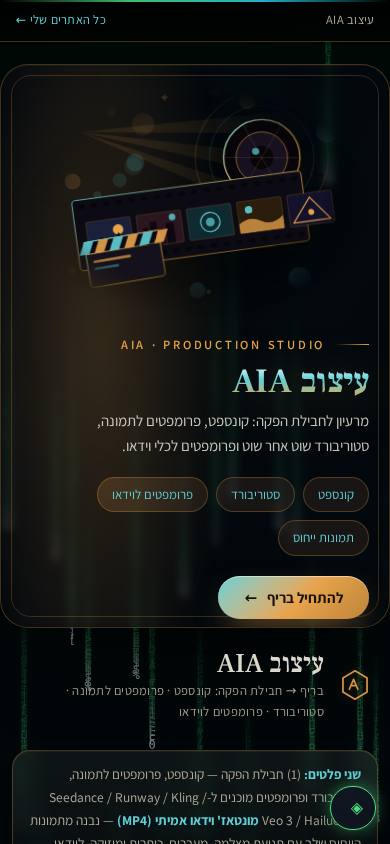 עיצוב AIA
כל האתרים שלי ←
AIA · PRODUCTION STUDIO
עיצוב AIA
מרעיון לחבילת הפקה: קונספט, פרומפטים לתמונה,
סטוריבורד שוט אחר שוט ופרומפטים לכלי וידאו.
קונספט
סטוריבורד
פרומפטים לוידאו
תמונות ייחוס
להתחיל בריף ←
עיצוב AIA
בריף → חבילת הפקה: קונספט · פרומפטים לתמונה ·
סטוריבורד · פרומפטים לוידאו
שני פלטים: (1) חבילת הפקה — קונספט, פרומפטים לתמונה,
ופרומפטים מוכנים ל-Seedance / Runway / Kling /
Veo 3 / Hailuo מונטאז' וידאו אמיתי (MP4) — נבנה מתמונות